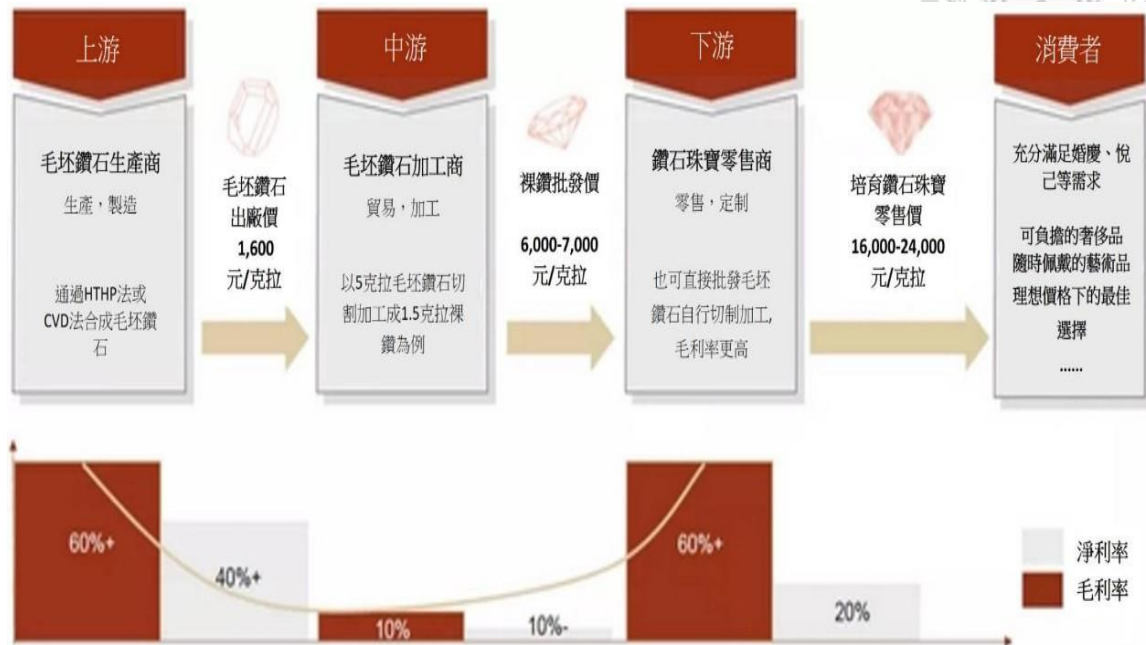 上游
毛坯鑽石生產商
生產，製造
通過HTHP法或
CVD法合成毛坯鑽
石
毛坯鑽石
出廠價
1,600
元/克拉
中游
毛坯鑽石加工商
貿易，加工
以5克拉毛坯鑽石切
割加工成1.5克拉裸
鑽為例
裸鑽批發價
6,000-7,000
元/克拉
下游
鑽石珠寶零售商
零售，定制
也可直接批發毛坯
鑽石自行切制加工,
毛利率更高
培育鑽石珠寶
零售價
16,000-24,000
元/克拉
消費者
充分滿足婚慶、悅
己等需求
可負擔的奢侈品
隨時佩戴的藝術品
理想價格下的最佳
選擇
......
60%+
40%+
10%
10%-
60%+
20%
淨利率
毛利率